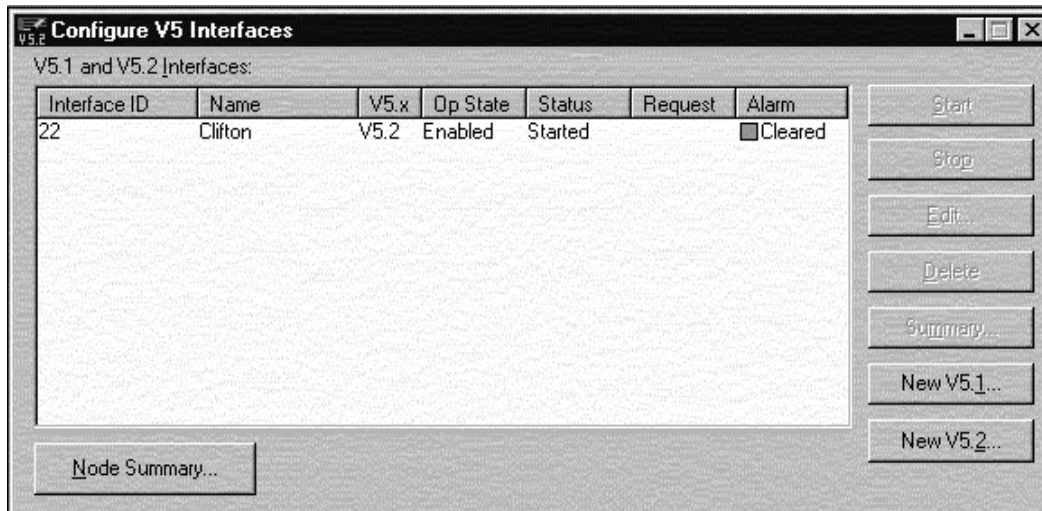 V5.2 Configure V5 Interfaces
V5.1 and V5.2 Interfaces:
Interface ID Name V5.x Op State Status Request Alarm
22 Clifton V5.2 Enabled Started Cleared
Start
Stop
Edit...
Delete
Summary...
New V5.1...
New V5.2...
Node Summary...